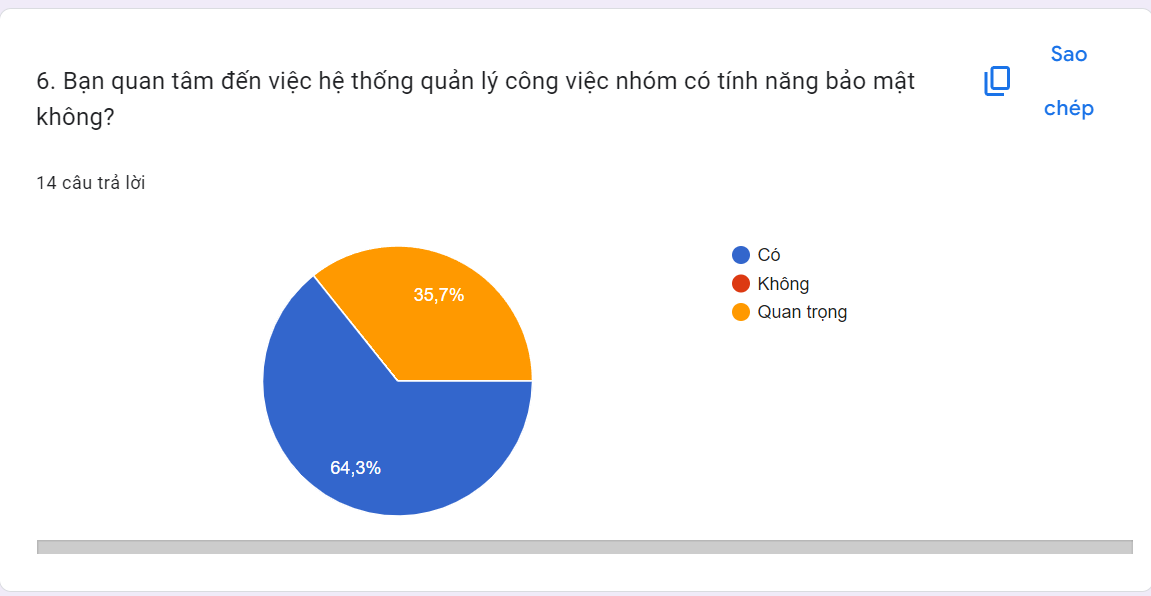 6. Bạn quan tâm đến việc hệ thống quản lý công việc nhóm có tính năng bảo mật
không?
Sao
chép
14 câu trả lời
35,7%
64,3%
Có
Không
Quan trọng